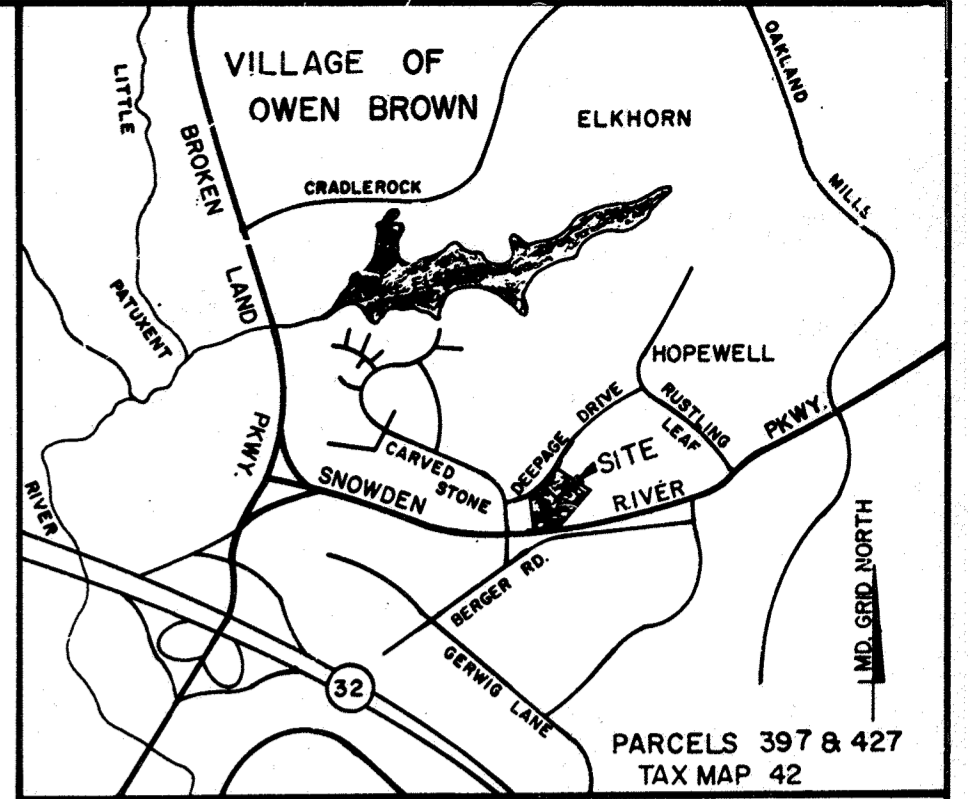 VILLAGE OF
OWEN BROWN
ELKHORN
OAKLAND
MILLS
LITTLE
PATUXENT
RIVER
BROKEN
LAND
PKWY.
CRADLEROCK
HOPEWELL
DEEPAGE DRIVE
RUSTLING
LEAF
SITE
CARVED
STONE
SNOWDEN
RIVER
PKWY.
BERGER RD.
GERWIG LANE
32
MD. GRID NORTH
PARCELS 397 & 427
TAX MAP 42